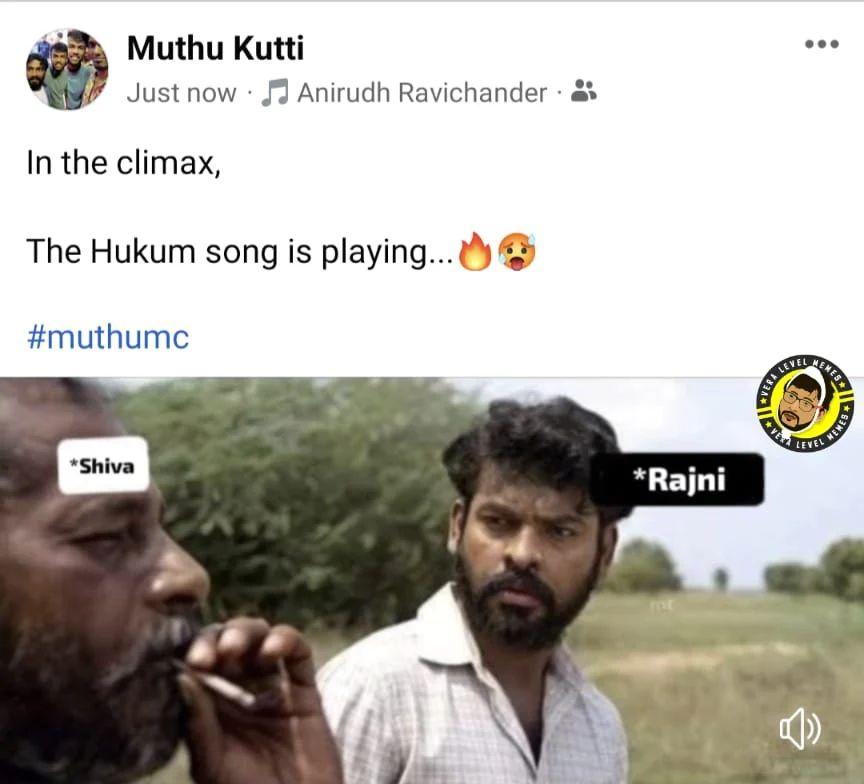 Muthu Kutti
Just now · Anirudh Ravichander ·
In the climax,
The Hukum song is playing...🔥🥵
#muthumc
VERA LEVEL MEMES
VERA LEVEL MEMES
*Shiva
*Rajni